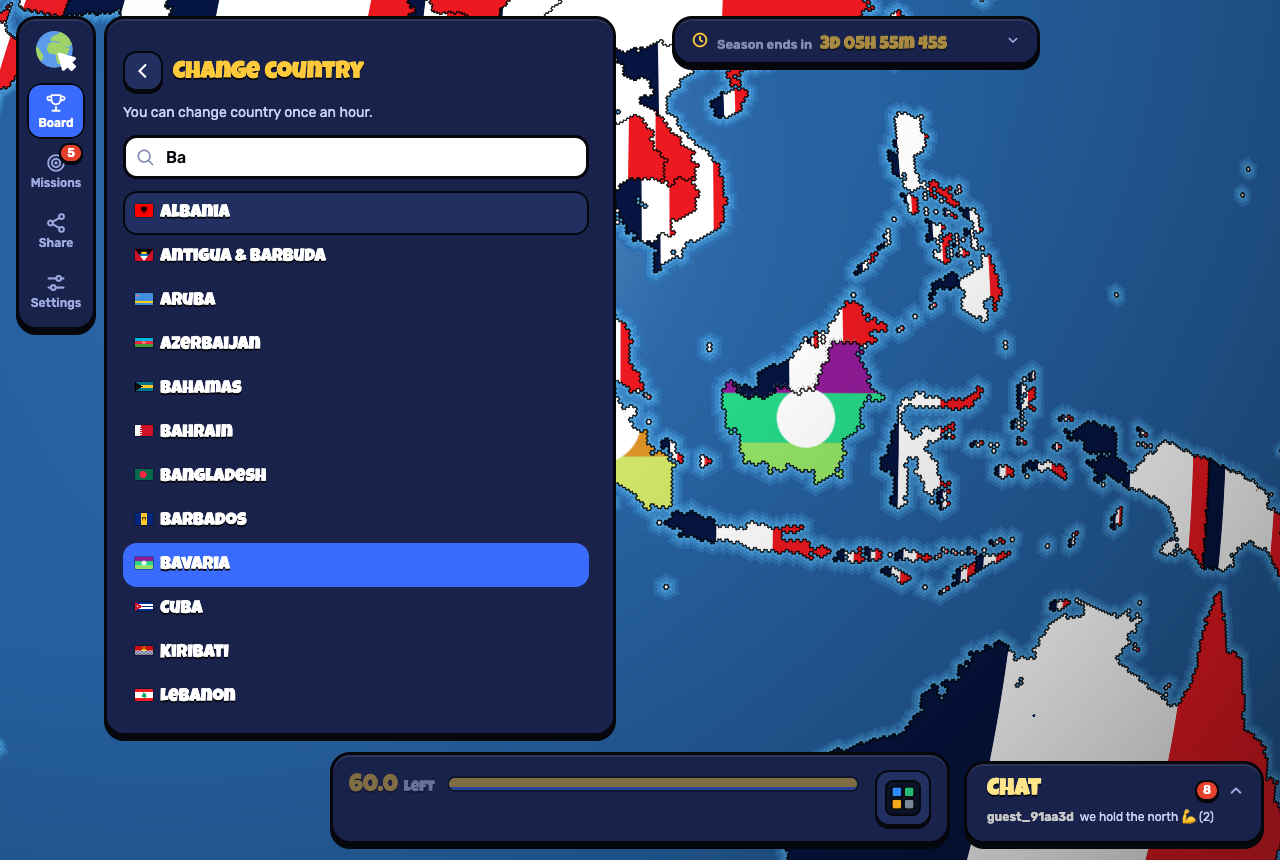 Board
5
Missions
Share
Settings
CHANGE COUNTRY
You can change country once an hour.
Ba
ALBANIA
ANTIGUA & BARBUDA
ARUBA
AZERBAIJAN
BAHAMAS
BAHRAIN
BANGLADESH
BARBADOS
BAVARIA
CUBA
KIRIBATI
LEBANON
Season ends in 3D 05H 55m 45S
60.0 LEFT
CHAT
8
guest_91aa3d we hold the north 💪 (2)